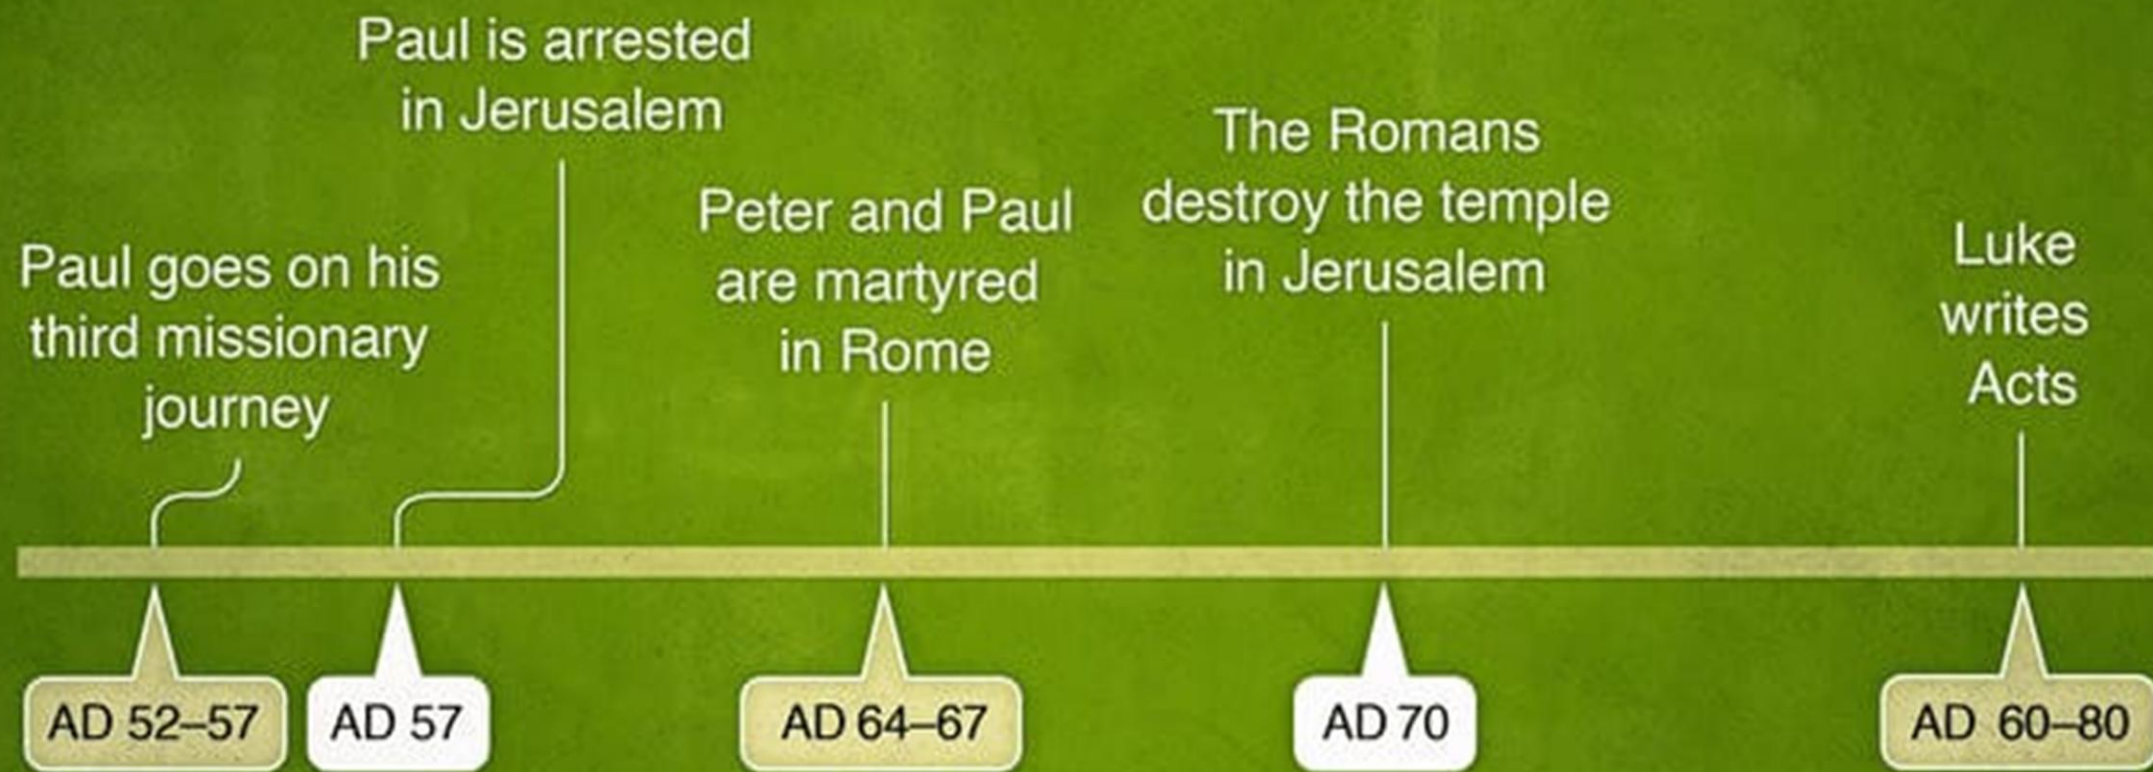 Paul is arrested
in Jerusalem
The Romans
destroy the temple
in Jerusalem
Peter and Paul
are martyred
in Rome
Paul goes on his
third missionary
journey
Luke
writes
Acts
AD 52–57
AD 57
AD 64–67
AD 70
AD 60–80